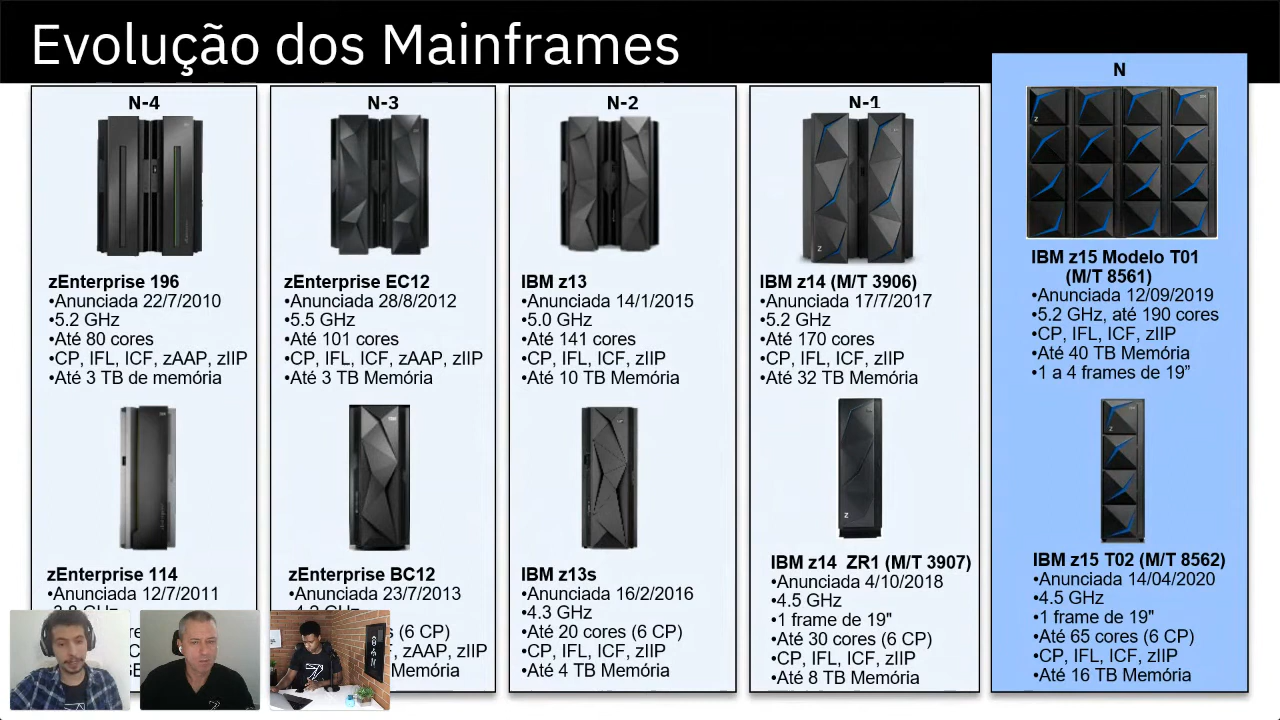 Evolução dos Mainframes
N-4
zEnterprise 196
•Anunciada 22/7/2010
•5.2 GHz
•Até 80 cores
•CP, IFL, ICF, zAAP, zIIP
•Até 3 TB de memória
zEnterprise 114
•Anunciada 12/7/2011
N-3
zEnterprise EC12
•Anunciada 28/8/2012
•5.5 GHz
•Até 101 cores
•CP, IFL, ICF, zAAP, zIIP
•Até 3 TB Memória
zEnterprise BC12
•Anunciada 23/7/2013
(6 CP)
zAAP, zIIP
Memória
N-2
IBM z13
•Anunciada 14/1/2015
•5.0 GHz
•Até 141 cores
•CP, IFL, ICF, zIIP
•Até 10 TB Memória
IBM z13s
•Anunciada 16/2/2016
•4.3 GHz
•Até 20 cores (6 CP)
•CP, IFL, ICF, zIIP
•Até 4 TB Memória
N-1
z
IBM z14 (M/T 3906)
•Anunciada 17/7/2017
•5.2 GHz
•Até 170 cores
•CP, IFL, ICF, zIIP
•Até 32 TB Memória
z
IBM z14 ZR1 (M/T 3907)
•Anunciada 4/10/2018
•4.5 GHz
•1 frame de 19"
•Até 30 cores (6 CP)
•CP, IFL, ICF, zIIP
•Até 8 TB Memória
N
z
IBM z15 Modelo T01
(M/T 8561)
•Anunciada 12/09/2019
•5.2 GHz, até 190 cores
•CP, IFL, ICF, zIIP
•Até 40 TB Memória
•1 a 4 frames de 19”
z
IBM z15 T02 (M/T 8562)
•Anunciada 14/04/2020
•4.5 GHz
•1 frame de 19"
•Até 65 cores (6 CP)
•CP, IFL, ICF, zIIP
•Até 16 TB Memória